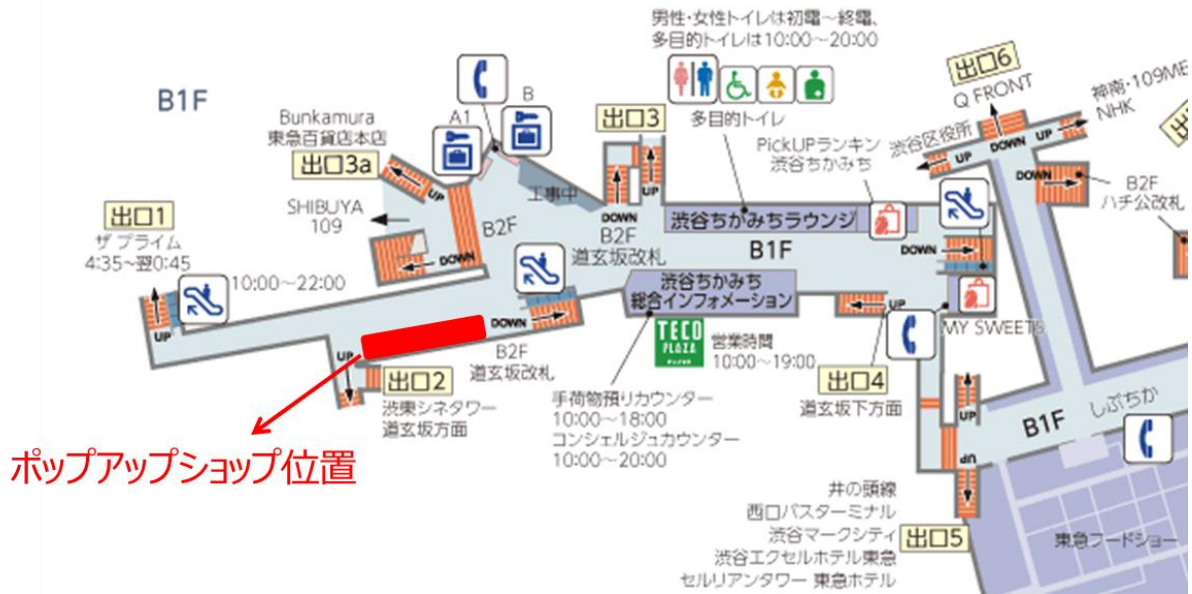 男性・女性トイレは初電～終電、
多目的トイレは10:00～20:00
B1F
Bunkamura
東急百貨店本店
出口3a
A1
B
出口3
多目的トイレ
PickUPランキン
渋谷ちかみち
出口6
Q FRONT
神南・109ME
NHK
渋谷区役所
UP
DOWN
UP
DOWN
B2F
ハチ公改札
出口1
ザ プライム
4:35～翌0:45
SHIBUYA
109
UP
B2F
DOWN
工事中
DOWN
UP
B2F
道玄坂改札
渋谷ちかみちラウンジ
B1F
DOWN
10:00～22:00
UP
渋谷ちかみち
総合インフォメーション
UP
MY SWEETS
DOWN
B2F
道玄坂改札
TECO
PLAZA
営業時間
10:00～19:00
UP
出口2
渋東シネタワー
道玄坂方面
手荷物預りカウンター
10:00～18:00
コンシェルジュカウンター
10:00～20:00
出口4
道玄坂下方面
UP
しぶちか
B1F
UP
ポップアップショップ位置
井の頭線
西口バスターミナル
渋谷マークシティ
渋谷エクセルホテル東急
セルリアンタワー 東急ホテル
出口5
東急フードショー